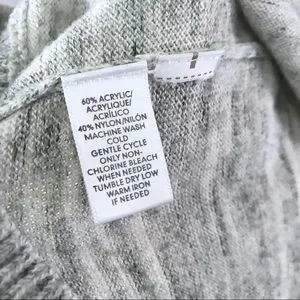 60% ACRYLIC/
ACRYLIQUE/
ACRÍLICO
40% NYLON/NILÓN
MACHINE WASH
COLD
GENTLE CYCLE
ONLY NON-
CHLORINE BLEACH
WHEN NEEDED
TUMBLE DRY LOW
WARM IRON
IF NEEDED